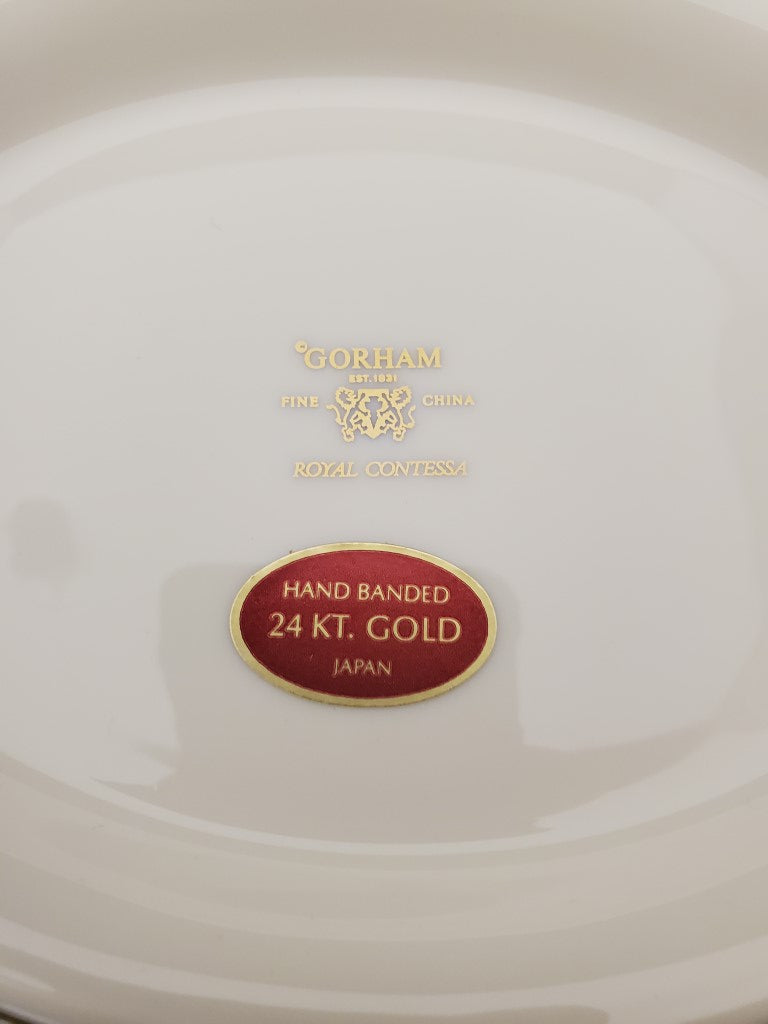 ©GORHAM
EST. 1831
FINE CHINA
ROYAL CONTESSA
HAND BANDED
24 KT. GOLD
JAPAN